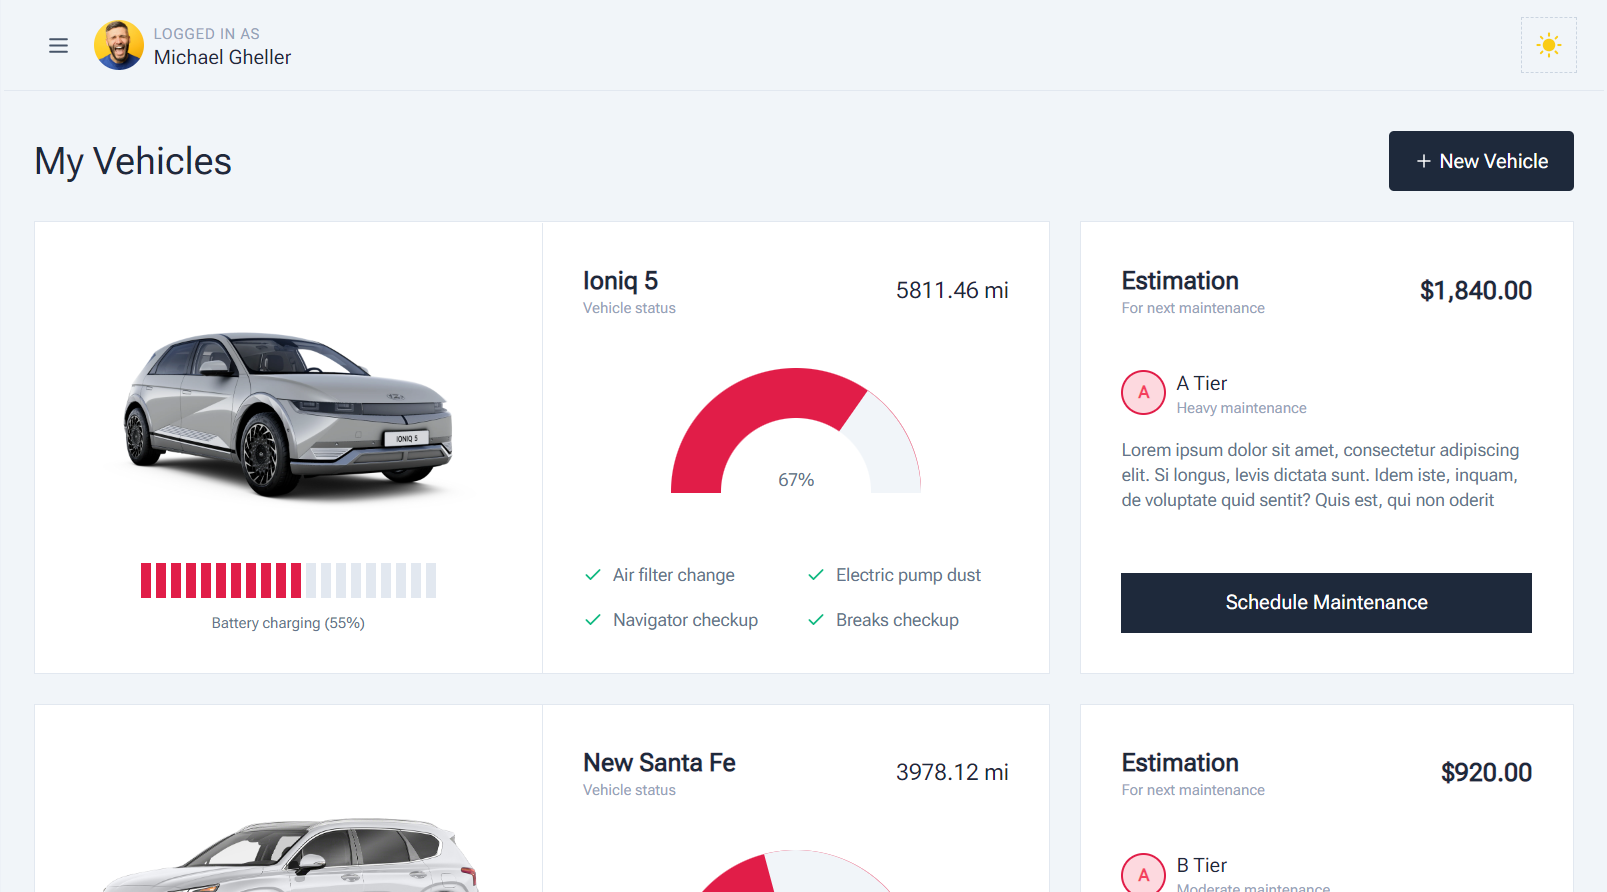 LOGGED IN AS
Michael Gheller
My Vehicles
+ New Vehicle
IONIQ 5
Battery charging (55%)
Ioniq 5
Vehicle status
5811.46 mi
67%
Air filter change
Electric pump dust
Navigator checkup
Breaks checkup
Estimation
For next maintenance
$1,840.00
A
A Tier
Heavy maintenance
Lorem ipsum dolor sit amet, consectetur adipiscing
elit. Si longus, levis dictata sunt. Idem iste, inquam,
de voluptate quid sentit? Quis est, qui non oderit
Schedule Maintenance
New Santa Fe
Vehicle status
3978.12 mi
Estimation
For next maintenance
$920.00
A
B Tier
Moderate maintenance